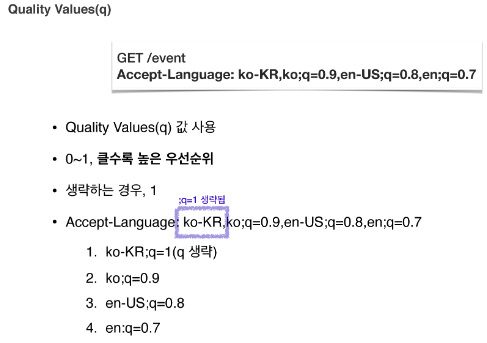 Quality Values(q)
GET /event
Accept-Language: ko-KR,ko;q=0.9,en-US;q=0.8,en;q=0.7
• Quality Values(q) 값 사용
• 0~1, 클수록 높은 우선순위
• 생략하는 경우, 1
;q=1 생략됨
• Accept-Language: ko-KR,ko;q=0.9,en-US;q=0.8,en;q=0.7
1. ko-KR;q=1(q 생략)
2. ko;q=0.9
3. en-US;q=0.8
4. en:q=0.7